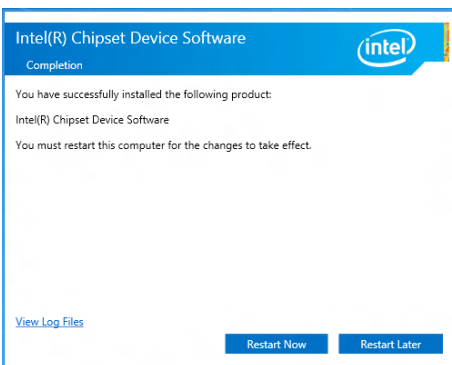 Intel(R) Chipset Device Software
intel
Completion
You have successfully installed the following product:
Intel(R) Chipset Device Software
You must restart this computer for the changes to take effect.
View Log Files
Restart Now
Restart Later